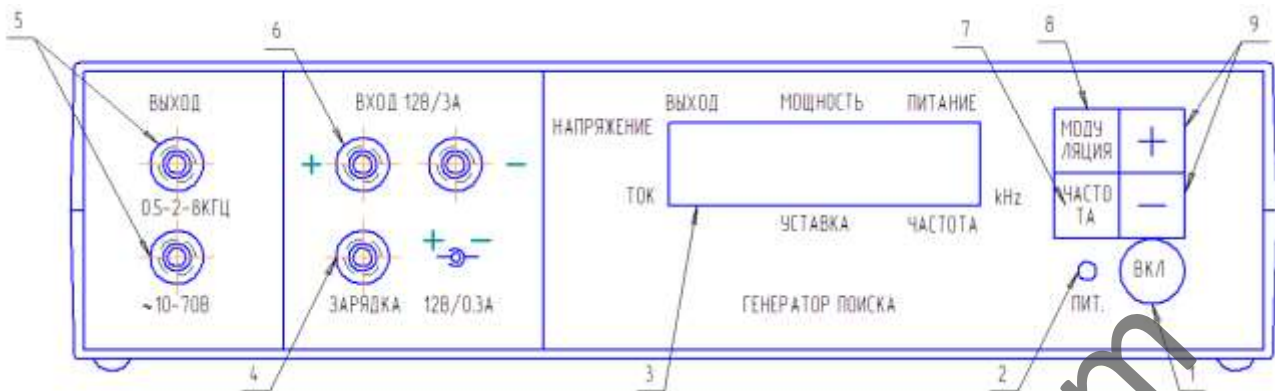 5
6
7
8
9
ВЫХОД
ВХОД 12В/3А
ВЫХОД МОЩНОСТЬ ПИТАНИЕ
НАПРЯЖЕНИЕ
МОДУ
ЛЯЦИЯ
+
+ -
0.5-2-8КГЦ
ТОК
kHz
ЧАСТО
ТА
-
УСТАВКА ЧАСТОТА
+ -
ВКЛ
~10-70В
ЗАРЯДКА 12В/0.3А
ГЕНЕРАТОР ПОИСКА
ПИТ.
4
3
2
1
m